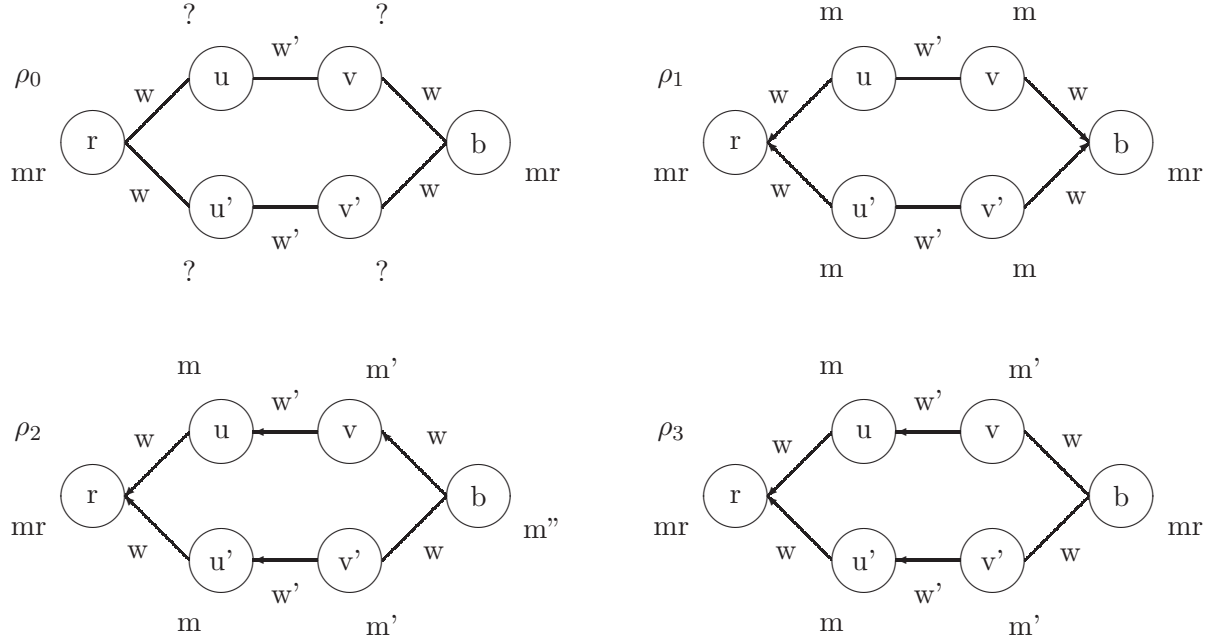 ? ? m m
w' w'
ρ0 u v ρ1 u v
w w w w
r b r b
mr w w mr mr w w mr
u' v' u' v'
w' w'
? ? m m
m m' m m'
w' w'
ρ2 u v ρ3 u v
w w w w
r b r b
mr w w m" mr w w mr
u' v' u' v'
w' w'
m m' m m'